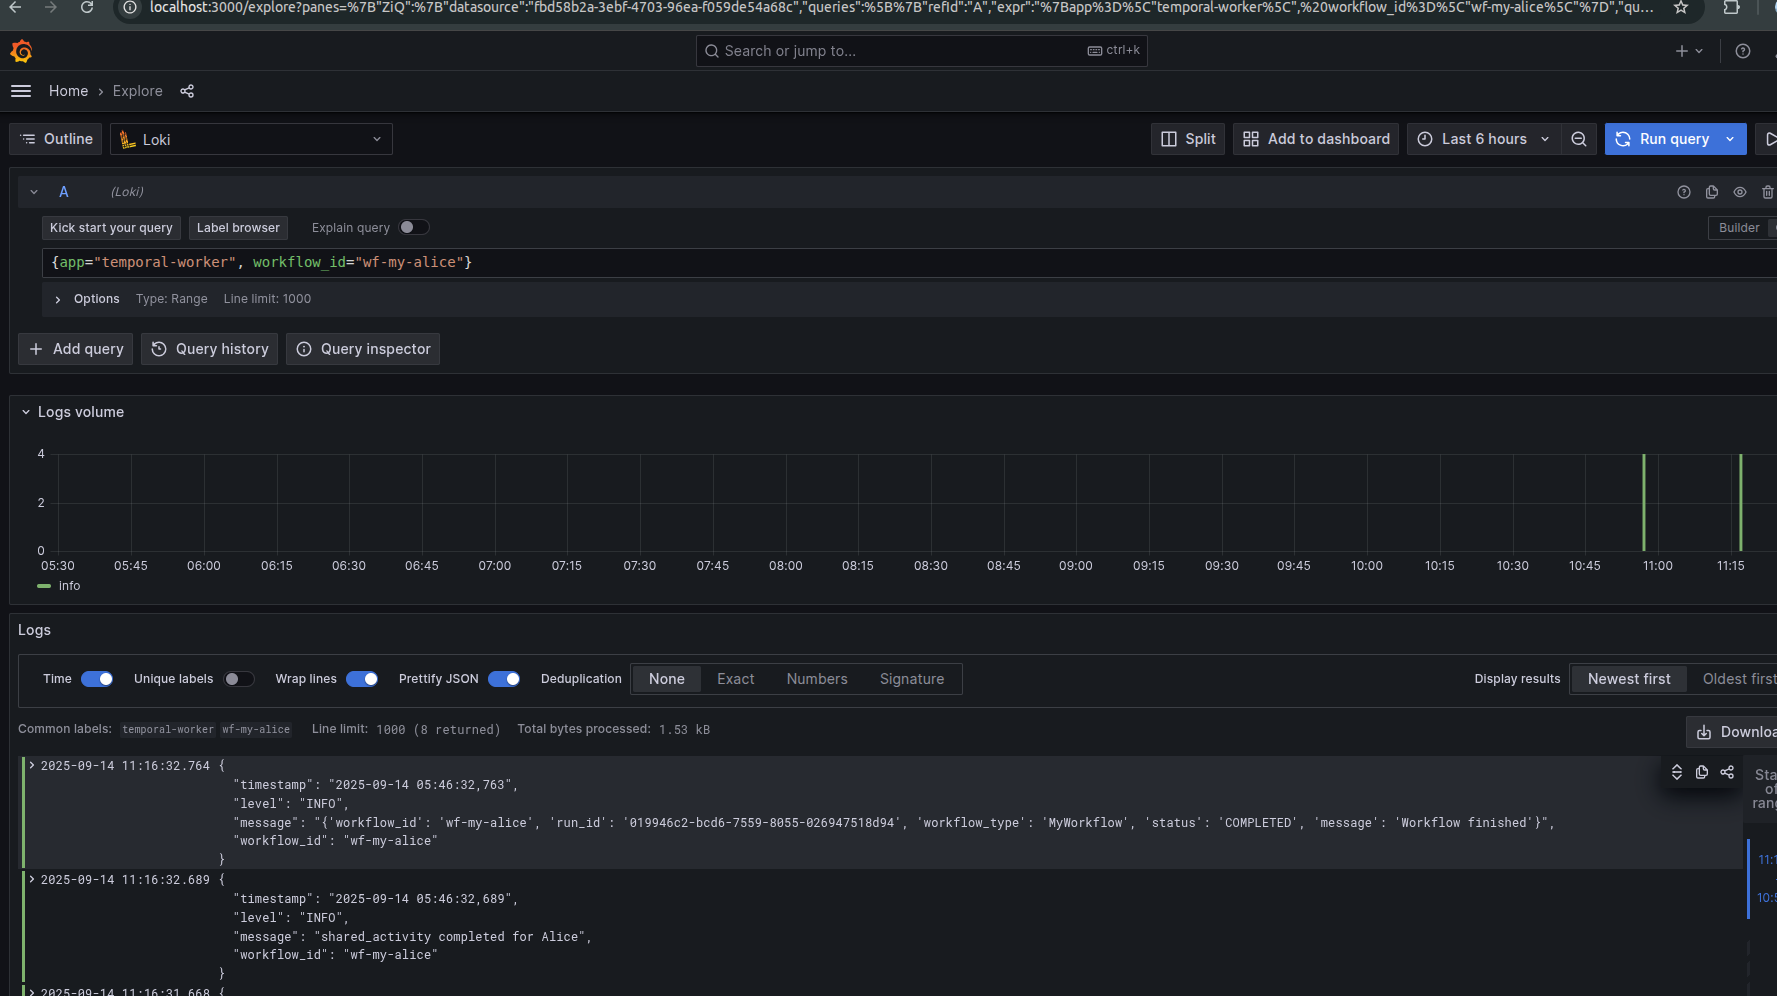 localhost:3000/explore?panes=%7B"ZiQ":%7B"datasource":"fbd58b2a-3ebf-4703-96ea-f059de54a68c","queries":%5B%7B"refId":"A","expr":"%7Bapp%3D%5C"temporal-worker%5C",%20workflow_id%3D%5C"wf-my-alice%5C"%7D","qu...
Search or jump to... ctrl+k
Home › Explore
Outline Loki Split Add to dashboard Last 6 hours Run query
A (Loki)
Kick start your query Label browser Explain query Builder
{app="temporal-worker", workflow_id="wf-my-alice"}
Options Type: Range Line limit: 1000
+ Add query Query history Query inspector
Logs volume
4
2
0
05:30 05:45 06:00 06:15 06:30 06:45 07:00 07:15 07:30 07:45 08:00 08:15 08:30 08:45 09:00 09:15 09:30 09:45 10:00 10:15 10:30 10:45 11:00 11:15
info
Logs
Time Unique labels Wrap lines Prettify JSON Deduplication None Exact Numbers Signature Display results Newest first Oldest first
Common labels: temporal-worker wf-my-alice Line limit: 1000 (8 returned) Total bytes processed: 1.53 kB Downloa
2025-09-14 11:16:32.764 {
"timestamp": "2025-09-14 05:46:32,763",
"level": "INFO",
"message": "{'workflow_id': 'wf-my-alice', 'run_id': '019946c2-bcd6-7559-8055-026947518d94', 'workflow_type': 'MyWorkflow', 'status': 'COMPLETED', 'message': 'Workflow finished'}",
"workflow_id": "wf-my-alice"
}
2025-09-14 11:16:32.689 {
"timestamp": "2025-09-14 05:46:32,689",
"level": "INFO",
"message": "shared_activity completed for Alice",
"workflow_id": "wf-my-alice"
}
2025-09-14 11:16:31.668 {
Sta
of
rang
11:1
10:5